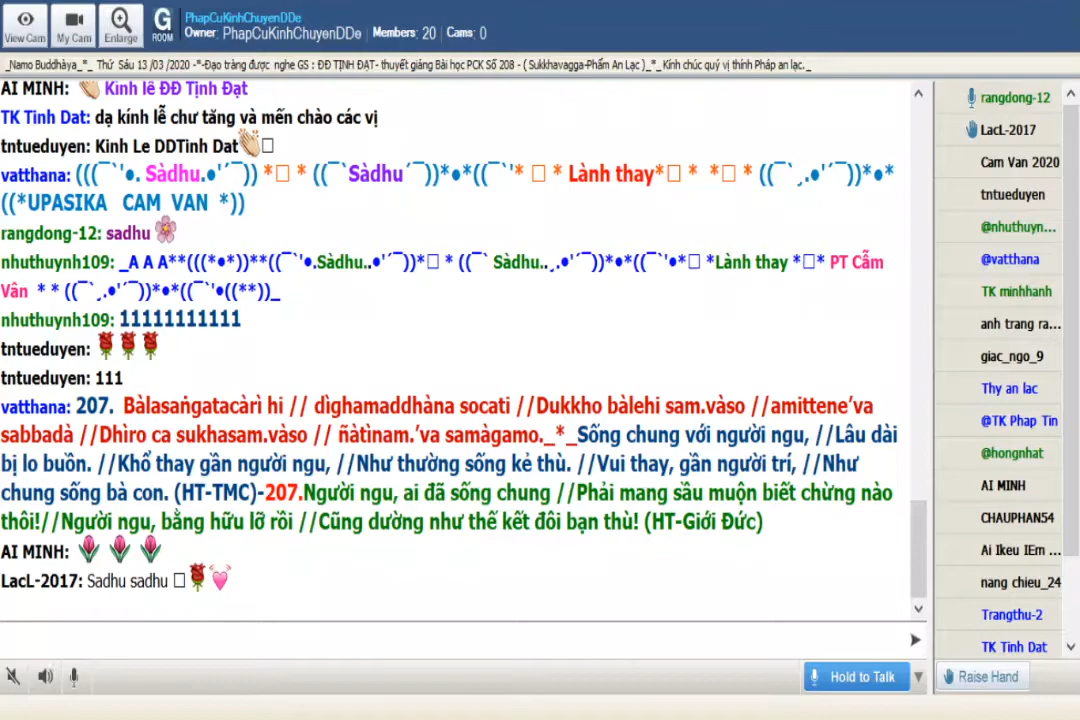 View Cam
My Cam
Enlarge
G
ROOM
PhapCuKinhChuyenDDe
Owner: PhapCuKinhChuyenDDe | Members: 20 | Cams: 0
_Namo Buddhàya_*_ Thứ Sáu 13 /03 /2020 -*-Đạo tràng được nghe GS : ĐĐ TỊNH ĐẠT- thuyết giảng Bài học PCK Số 208 - ( Sukkhavagga-Phẩm An Lạc )_*_ Kính chúc quý vị thính Pháp an lạc._
AI MINH: Kinh lê ĐĐ Tịnh Đạt
TK Tinh Dat: dạ kính lễ chư tăng và mến chào các vị
tntueduyen: Kinh Le DDTinh Dat
vatthana: (((¯`'•. Sàdhu.•'´¯)) *□ * ((¯`Sàdhu´¯))*•*((¯`'* □ * Lành thay*□ * *□ * ((¯`¸.•'´¯))*•*
((*UPASIKA CAM VAN *))
rangdong-12: sadhu
nhuthuynh109: _A A A**(((*•*))**((¯`'•.Sàdhu..•'´¯))*□ * ((¯` Sàdhu..¸.•'´¯))*•*((¯`'•*□ *Lành thay *□* PT Cẩm
Vân * * ((¯`¸.•'´¯))*•*((¯`'•((**))_
nhuthuynh109: 11111111111
tntueduyen:
tntueduyen: 111
vatthana: 207. Bàlasaṅgatacàrì hi // dìghamaddhàna socati //Dukkho bàlehi sam.vàso //amittene'va
sabbadà //Dhìro ca sukhasam.vàso // ñàtìnam.'va samàgamo._*_Sống chung với người ngu, //Lâu dài
bị lo buồn. //Khổ thay gần người ngu, //Như thường sống kẻ thù. //Vui thay, gần người trí, //Như
chung sống bà con. (HT-TMC)-207.Người ngu, ai đã sống chung //Phải mang sầu muộn biết chừng nào
thôi!//Người ngu, bằng hữu lỡ rồi //Cũng dường như thế kết đôi bạn thù! (HT-Giới Đức)
AI MINH:
LacL-2017: Sadhu sadhu □
Hold to Talk
rangdong-12
LacL-2017
Cam Van 2020
tntueduyen
@nhuthuyn...
@vatthana
TK minhhanh
anh trang ra...
giac_ngo_9
Thy an lac
@TK Phap Tin
@hongnhat
AI MINH
CHAUPHAN54
Ai Ikeu IEm ...
nang chieu_24
Trangthu-2
TK Tinh Dat
Raise Hand